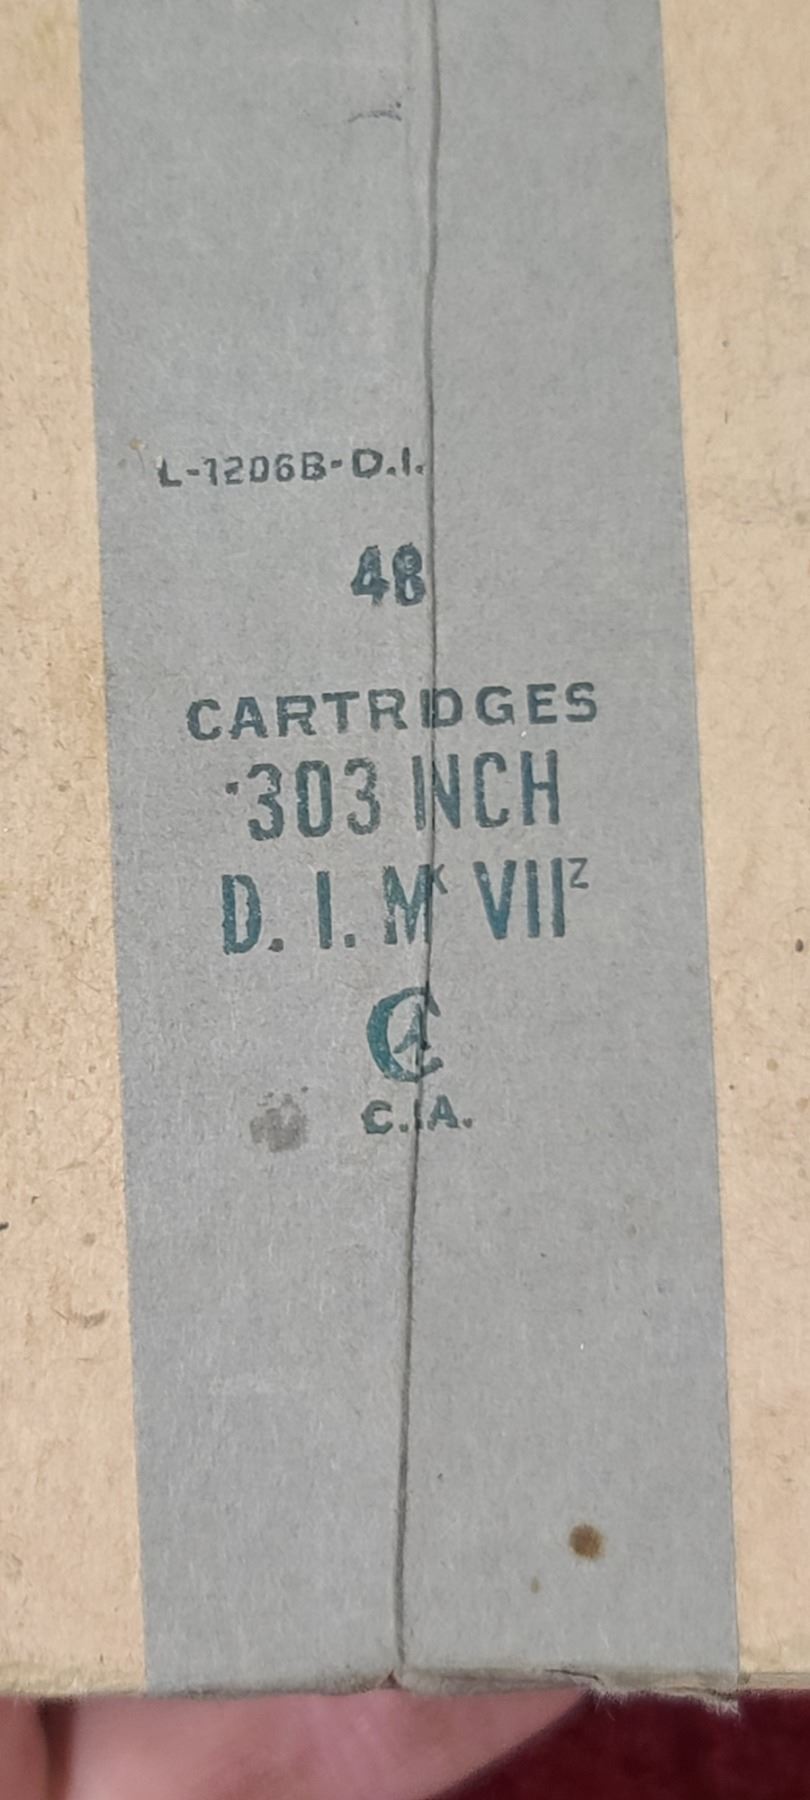 L-1206B-D.I.
48
CARTRIDGES
·303 INCH
D. I. Mᴷ VIIᶻ
C.I.A.